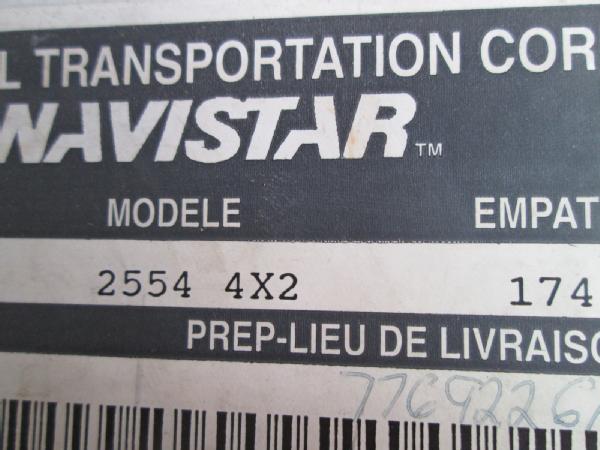 L TRANSPORTATION COR
NAVISTAR™
MODELE EMPAT
2554 4X2 174
PREP-LIEU DE LIVRAISO